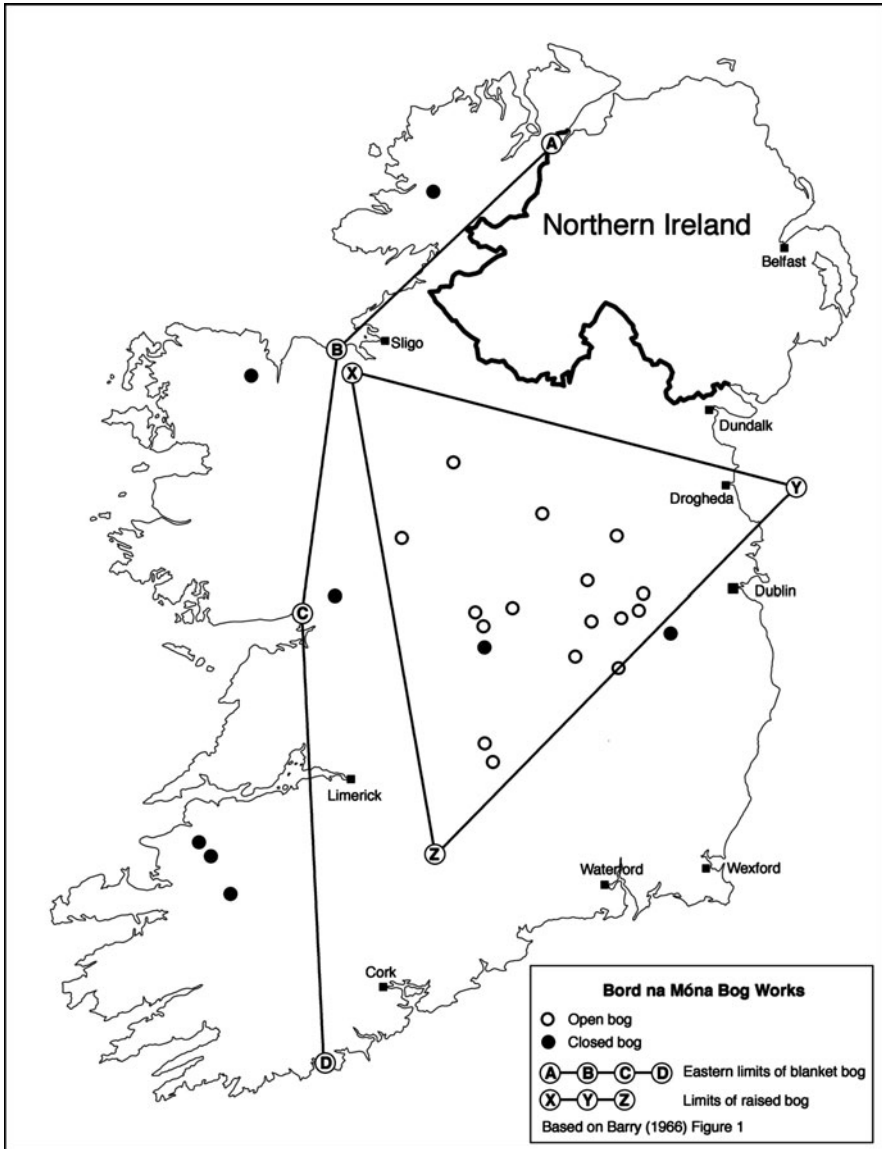 A
Northern Ireland
Belfast
B
Sligo
X
Dundalk
Drogheda
Y
Dublin
C
Limerick
Z
Waterford
Wexford
Cork
D
Bord na Móna Bog Works
Open bog
Closed bog
A B C D Eastern limits of blanket bog
X Y Z Limits of raised bog
Based on Barry (1966) Figure 1